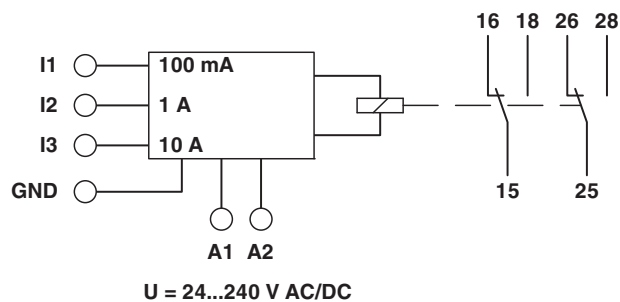 16 18 26 28
I1 100 mA
I2 1 A
I3 10 A
GND
15 25
A1 A2
U = 24...240 V AC/DC